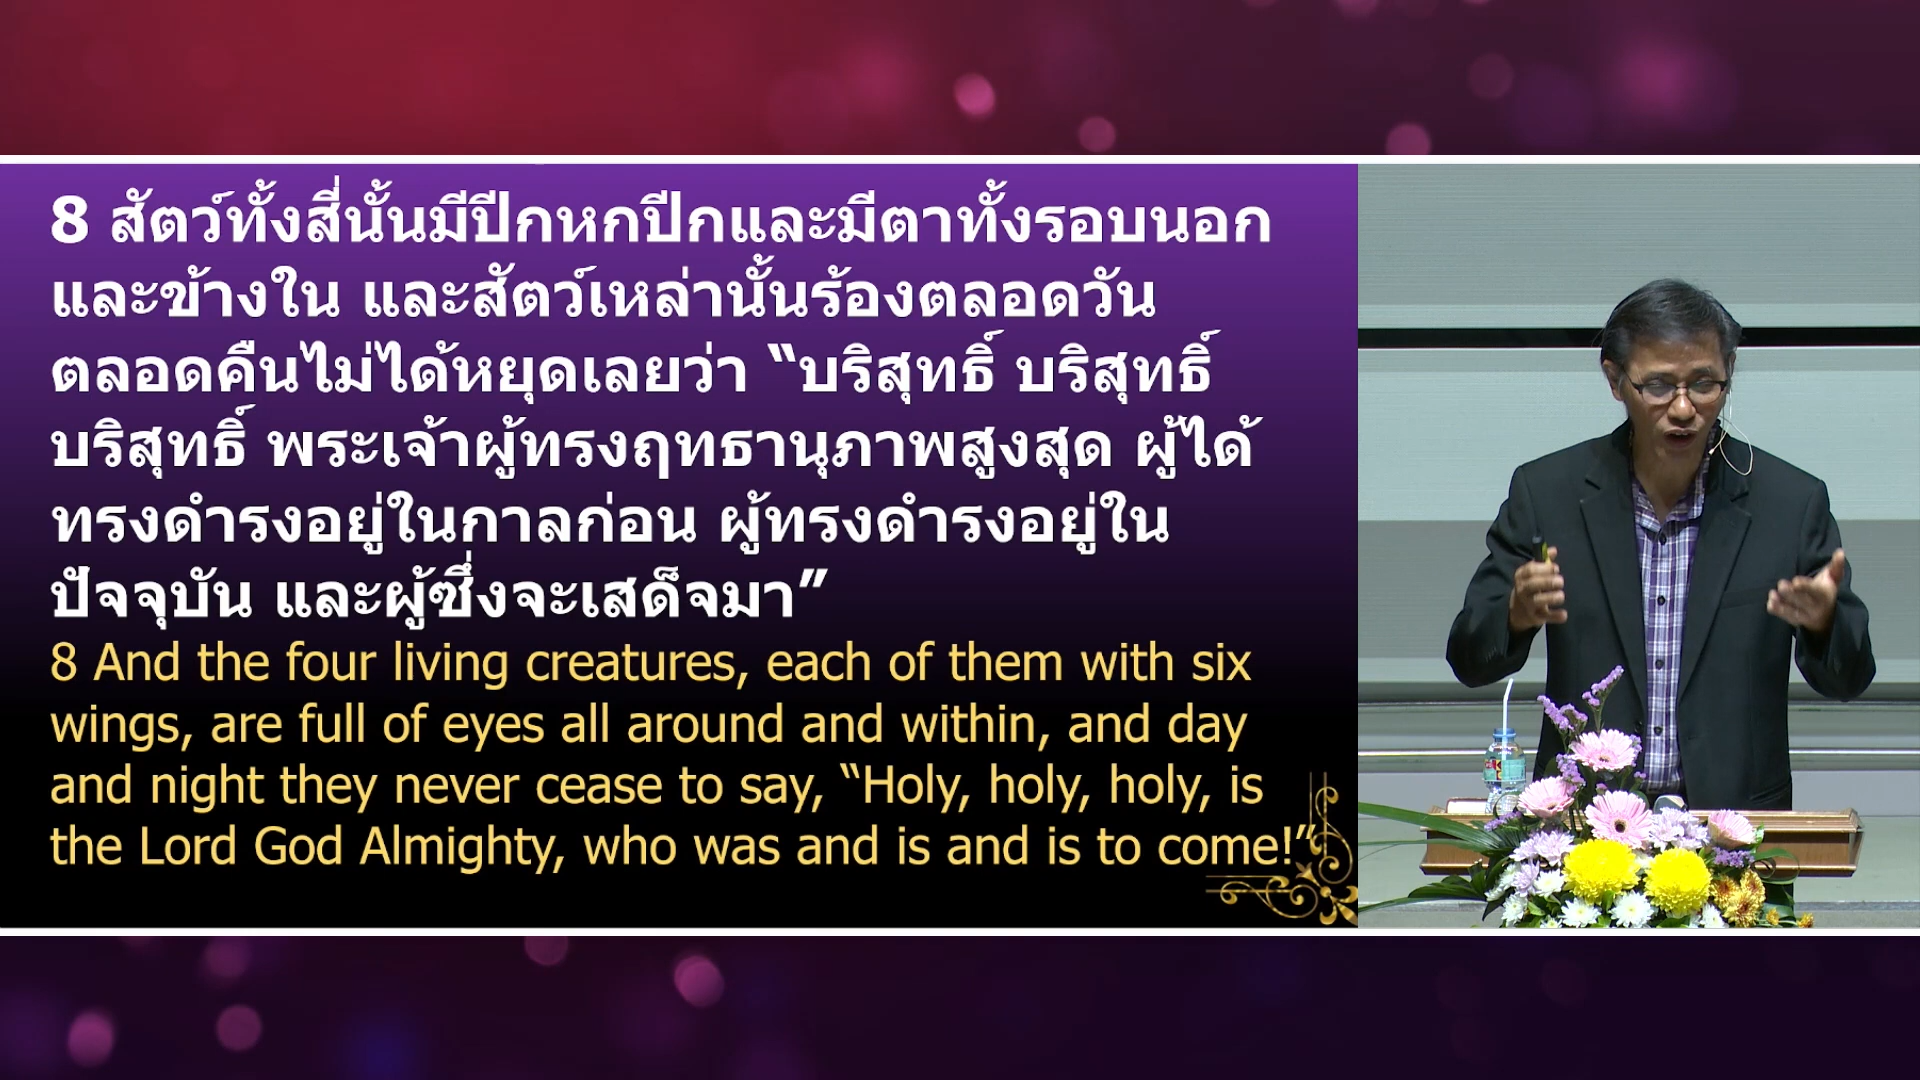 8 สัตว์ทั้งสี่นั้นมีปีกหกปีกและมีตาทั้งรอบนอก
และข้างใน และสัตว์เหล่านั้นร้องตลอดวัน
ตลอดคืนไม่ได้หยุดเลยว่า “บริสุทธิ์ บริสุทธิ์
บริสุทธิ์ พระเจ้าผู้ทรงฤทธานุภาพสูงสุด ผู้ได้
ทรงดำรงอยู่ในกาลก่อน ผู้ทรงดำรงอยู่ใน
ปัจจุบัน และผู้ซึ่งจะเสด็จมา”
8 And the four living creatures, each of them with six
wings, are full of eyes all around and within, and day
and night they never cease to say, “Holy, holy, holy, is
the Lord God Almighty, who was and is and is to come!”